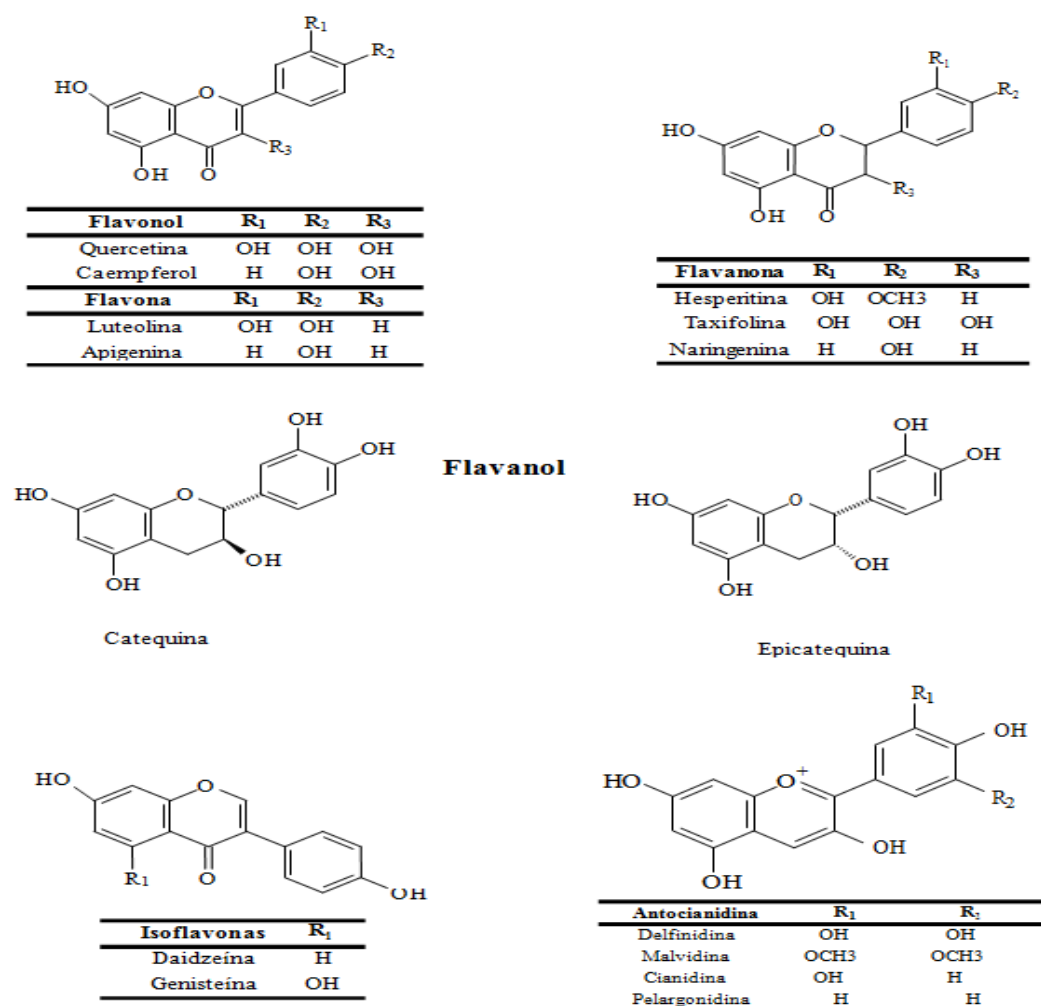 R₁
R₂
HO
O
R₃
OH
O
Flavonol R₁ R₂ R₃
Quercetina OH OH OH
Caempferol H OH OH
Flavona R₁ R₂ R₃
Luteolina OH OH H
Apigenina H OH H
R₁
R₂
HO
O
R₃
OH
O
Flavanona R₁ R₂ R₃
Hesperitina OH OCH3 H
Taxifolina OH OH OH
Naringenina H OH H
Flavanol
OH
OH
HO
O
OH
OH
Catequina
OH
OH
HO
O
OH
OH
Epicatequina
HO
O
R₁
O
OH
Isoflavonas R₁
Daidzeína H
Genisteína OH
R₁
OH
HO
O⁺
R₂
OH
OH
Antocianidina R₁ R₂
Delfinidina OH OH
Malvidina OCH3 OCH3
Cianidina OH H
Pelargonidina H H